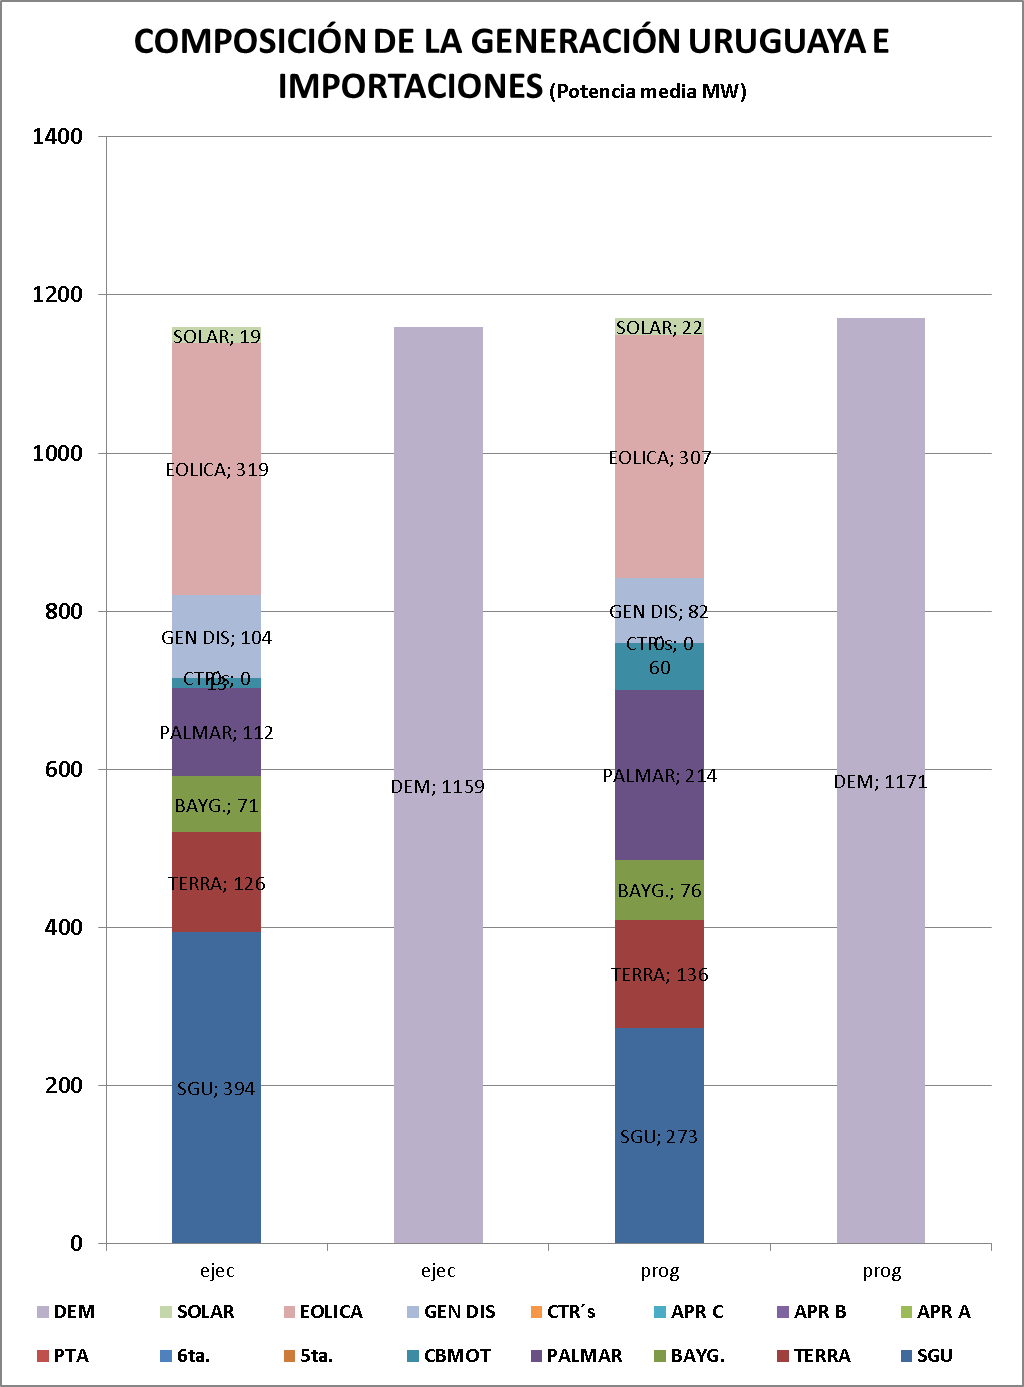 COMPOSICIÓN DE LA GENERACIÓN URUGUAYA E
IMPORTACIONES (Potencia media MW)
1400
1200
1000
800
600
400
200
0
SOLAR; 19
EOLICA; 319
GEN DIS; 104
CTR´s; 0
13
PALMAR; 112
BAYG.; 71
TERRA; 126
SGU; 394
DEM; 1159
SOLAR; 22
EOLICA; 307
GEN DIS; 82
CTR´s; 0
0
60
PALMAR; 214
BAYG.; 76
TERRA; 136
SGU; 273
DEM; 1171
ejec
ejec
prog
prog
DEM SOLAR EOLICA GEN DIS CTR´s APR C APR B APR A
PTA 6ta. 5ta. CBMOT PALMAR BAYG. TERRA SGU